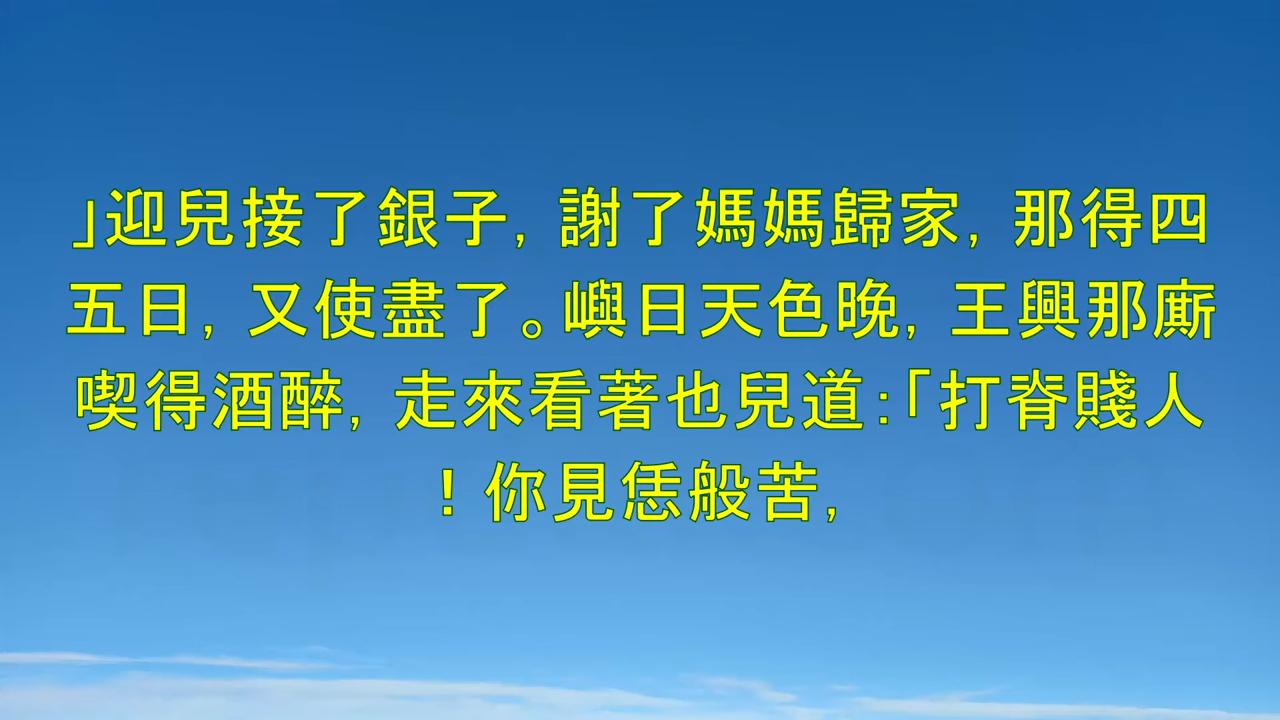 」迎兒接了銀子，謝了媽媽歸家，那得四
五日，又使盡了。嶼日天色晚，王興那廝
喫得酒醉，走來看著也兒道：「打脊賤人
！你見恁般苦，